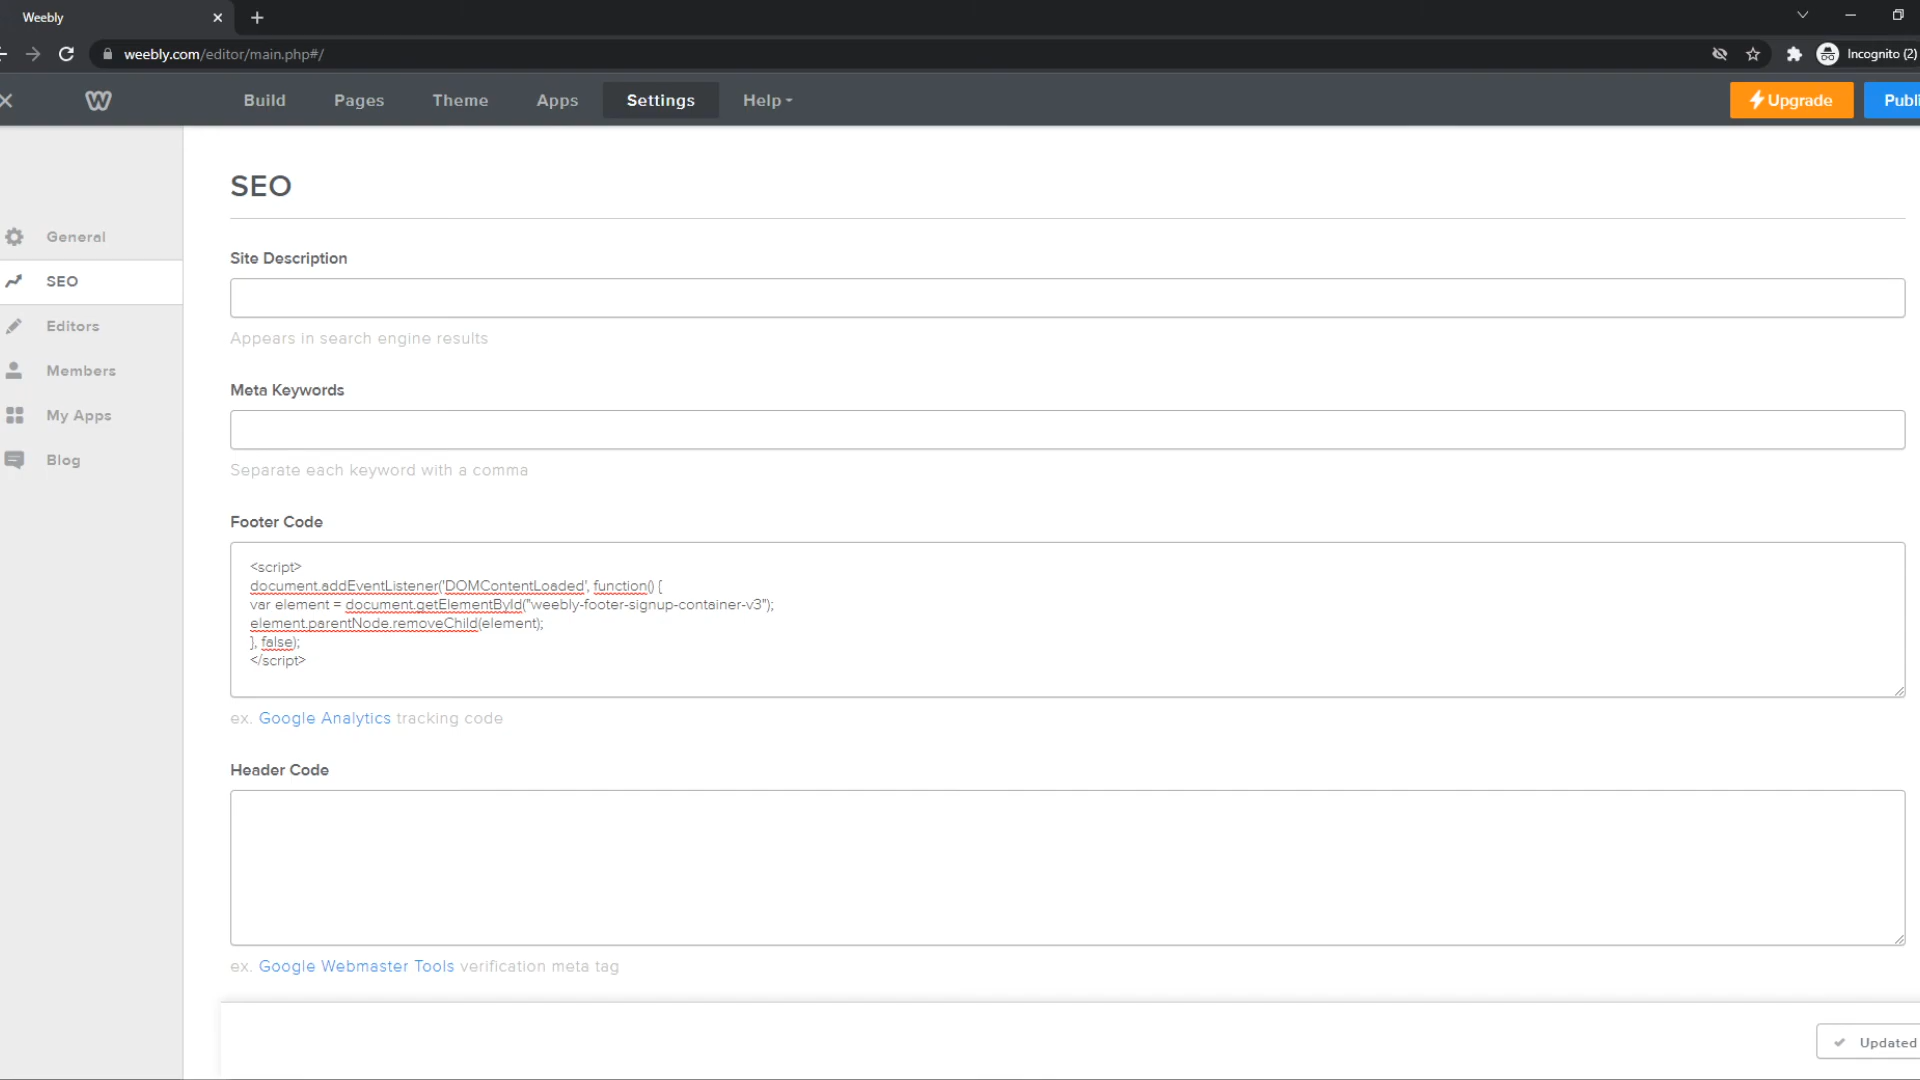 Weebly
weebly.com/editor/main.php#/
Incognito (2)
Build
Pages
Theme
Apps
Settings
Help
Upgrade
Publi
SEO
General
SEO
Editors
Members
My Apps
Blog
Site Description
Appears in search engine results
Meta Keywords
Separate each keyword with a comma
Footer Code
<script>
document.addEventListener('DOMContentLoaded', function() {
var element = document.getElementById("weebly-footer-signup-container-v3");
element.parentNode.removeChild(element);
}, false);
</script>
ex. Google Analytics tracking code
Header Code
ex. Google Webmaster Tools verification meta tag
Updated